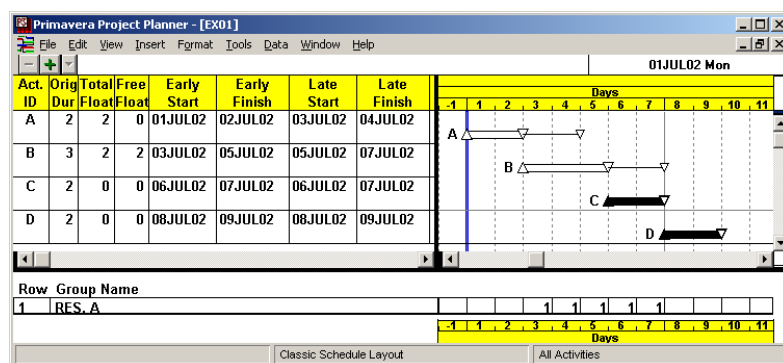 Primavera Project Planner - [EX01]
File Edit View Insert Format Tools Data Window Help
01JUL02 Mon
Act. Orig Total Free Early Early Late Late
ID Dur Float Float Start Finish Start Finish
Days
-1 1 2 3 4 5 6 7 8 9 10 11
A 2 2 0 01JUL02 02JUL02 03JUL02 04JUL02 A
B 3 2 2 03JUL02 05JUL02 05JUL02 07JUL02 B
C 2 0 0 06JUL02 07JUL02 06JUL02 07JUL02 C
D 2 0 0 08JUL02 09JUL02 08JUL02 09JUL02 D
Row Group Name
1 RES. A 1 1 1 1 1
-1 1 2 3 4 5 6 7 8 9 10 11
Days
Classic Schedule Layout All Activities